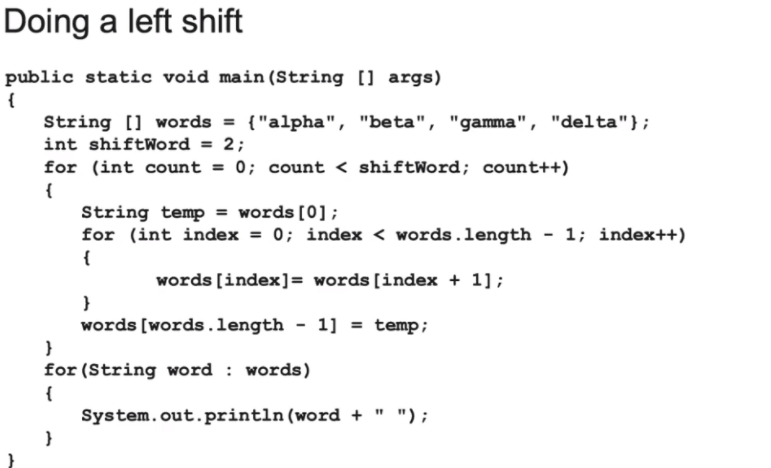 Doing a left shift
public static void main(String [] args)
{
String [] words = {"alpha", "beta", "gamma", "delta"};
int shiftWord = 2;
for (int count = 0; count < shiftWord; count++)
{
String temp = words[0];
for (int index = 0; index < words.length - 1; index++)
{
words[index]= words[index + 1];
}
words[words.length - 1] = temp;
}
for(String word : words)
{
System.out.println(word + " ");
}
}